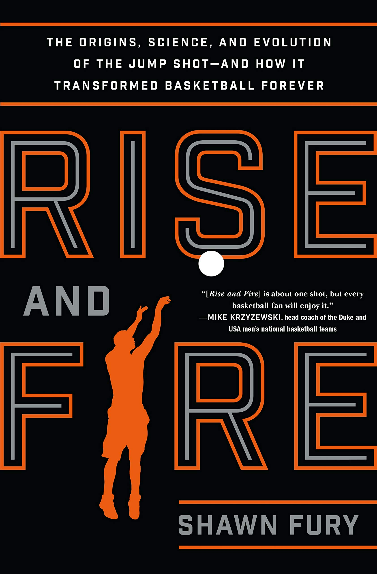 THE ORIGINS, SCIENCE, AND EVOLUTION
OF THE JUMP SHOT—AND HOW IT
TRANSFORMED BASKETBALL FOREVER
RISE
AND
"[Rise and Fire] is about one shot, but every
basketball fan will enjoy it."
—MIKE KRZYZEWSKI, head coach of the Duke and
USA men's national basketball teams
F RE
SHAWN FURY